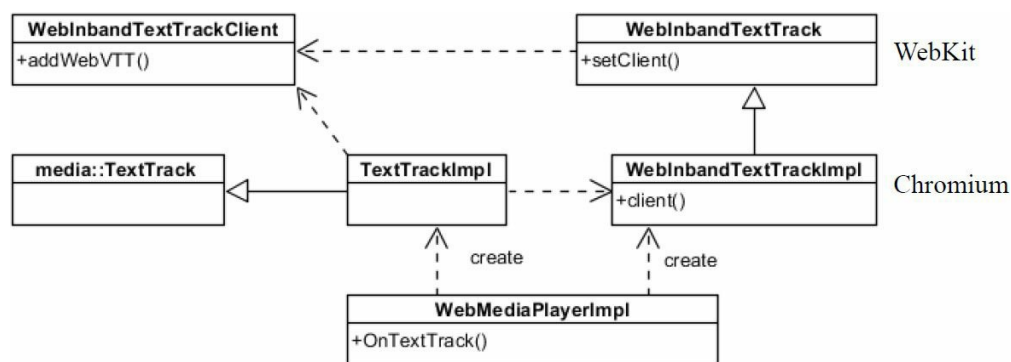 WebInbandTextTrackClient
+addWebVTT()
WebInbandTextTrack
+setClient()
WebKit
media::TextTrack
TextTrackImpl
WebInbandTextTrackImpl
+client()
Chromium
create
create
WebMediaPlayerImpl
+OnTextTrack()